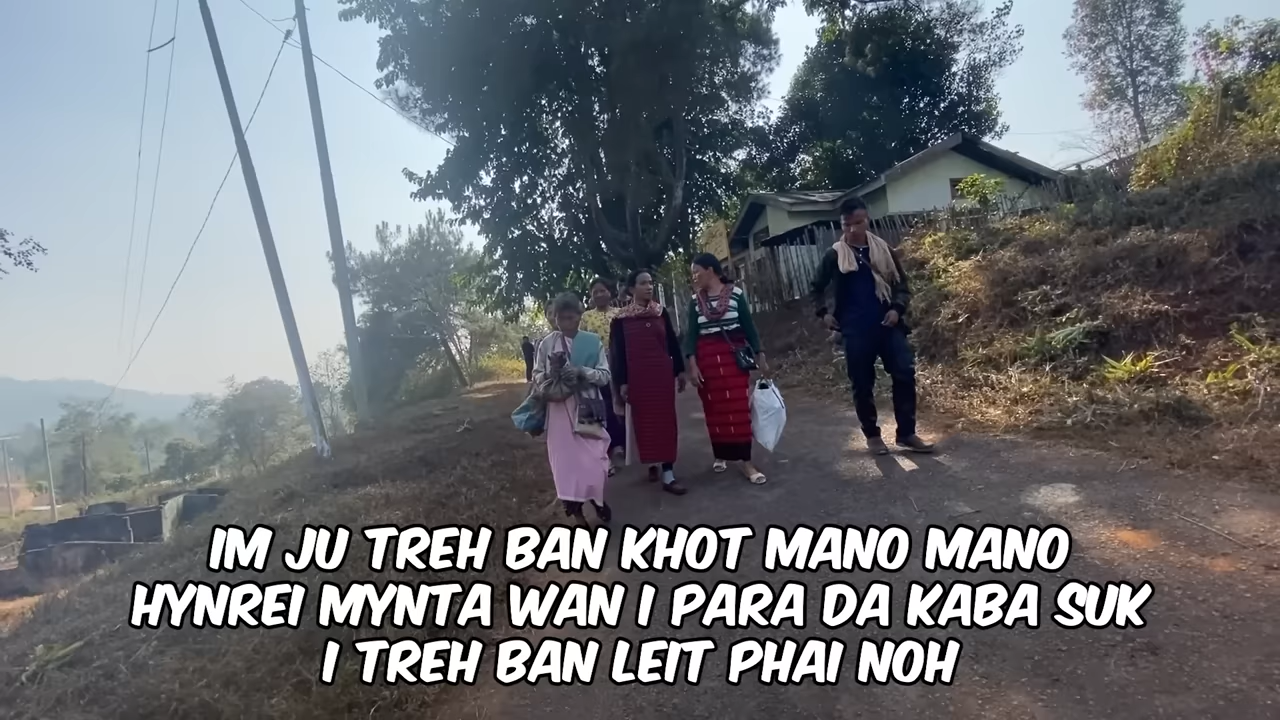 IM JU TREH BAN KHOT MANO MANO
HYNREI MYNTA WAN I PARA DA KABA SUK
I TREH BAN LEIT PHAI NOH